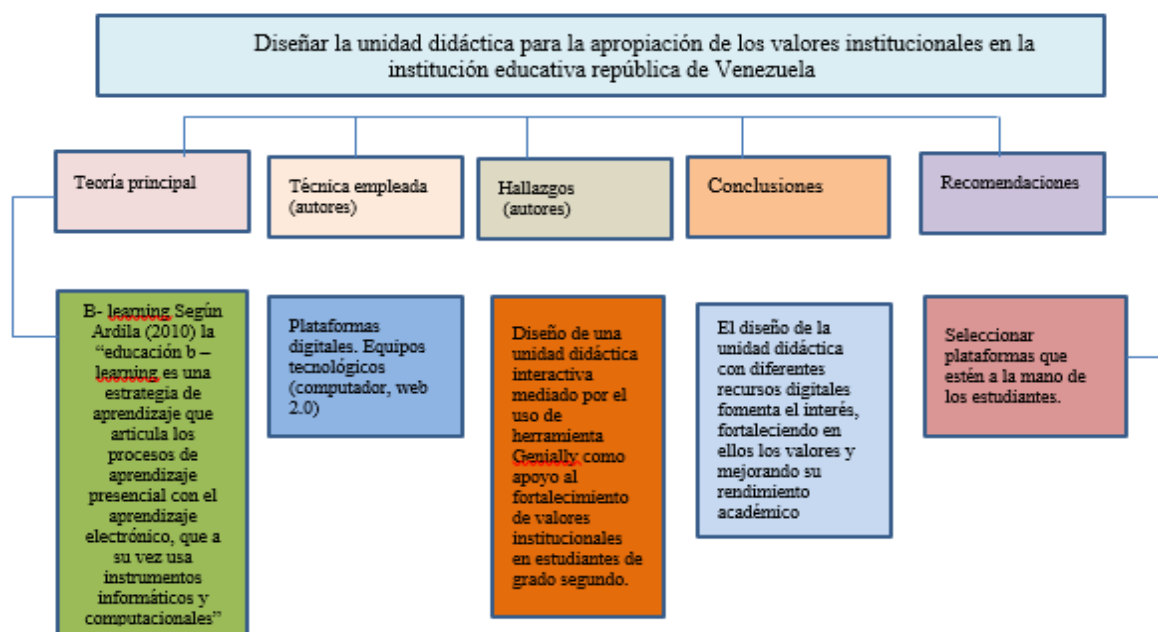 Diseñar la unidad didáctica para la apropiación de los valores institucionales en la
institución educativa república de Venezuela
Teoría principal
Técnica empleada
(autores)
Hallazgos
(autores)
Conclusiones
Recomendaciones
B- learning Según
Ardila (2010) la
“educación b –
learning es una
estrategia de
aprendizaje que
articula los
procesos de
aprendizaje
presencial con el
aprendizaje
electrónico, que a
su vez usa
instrumentos
informáticos y
computacionales”
Plataformas
digitales. Equipos
tecnológicos
(computador, web
2.0)
Diseño de una
unidad didáctica
interactiva
mediado por el
uso de
herramienta
Genially como
apoyo al
fortalecimiento
de valores
institucionales
en estudiantes de
grado segundo.
El diseño de la
unidad didáctica
con diferentes
recursos digitales
fomenta el interés,
fortaleciendo en
ellos los valores y
mejorando su
rendimiento
académico
Seleccionar
plataformas que
estén a la mano de
los estudiantes.